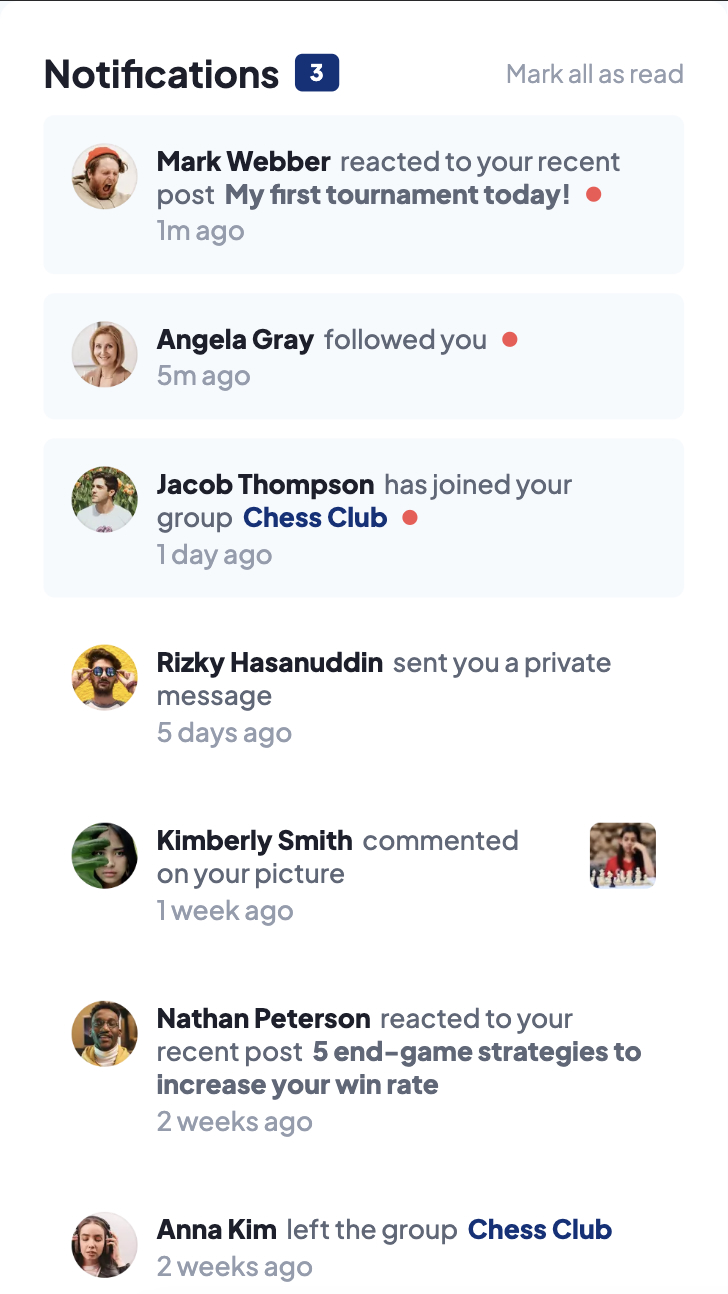 Notifications 3 Mark all as read
Mark Webber reacted to your recent
post My first tournament today!
1m ago
Angela Gray followed you
5m ago
Jacob Thompson has joined your
group Chess Club
1 day ago
Rizky Hasanuddin sent you a private
message
5 days ago
Kimberly Smith commented
on your picture
1 week ago
Nathan Peterson reacted to your
recent post 5 end-game strategies to
increase your win rate
2 weeks ago
Anna Kim left the group Chess Club
2 weeks ago